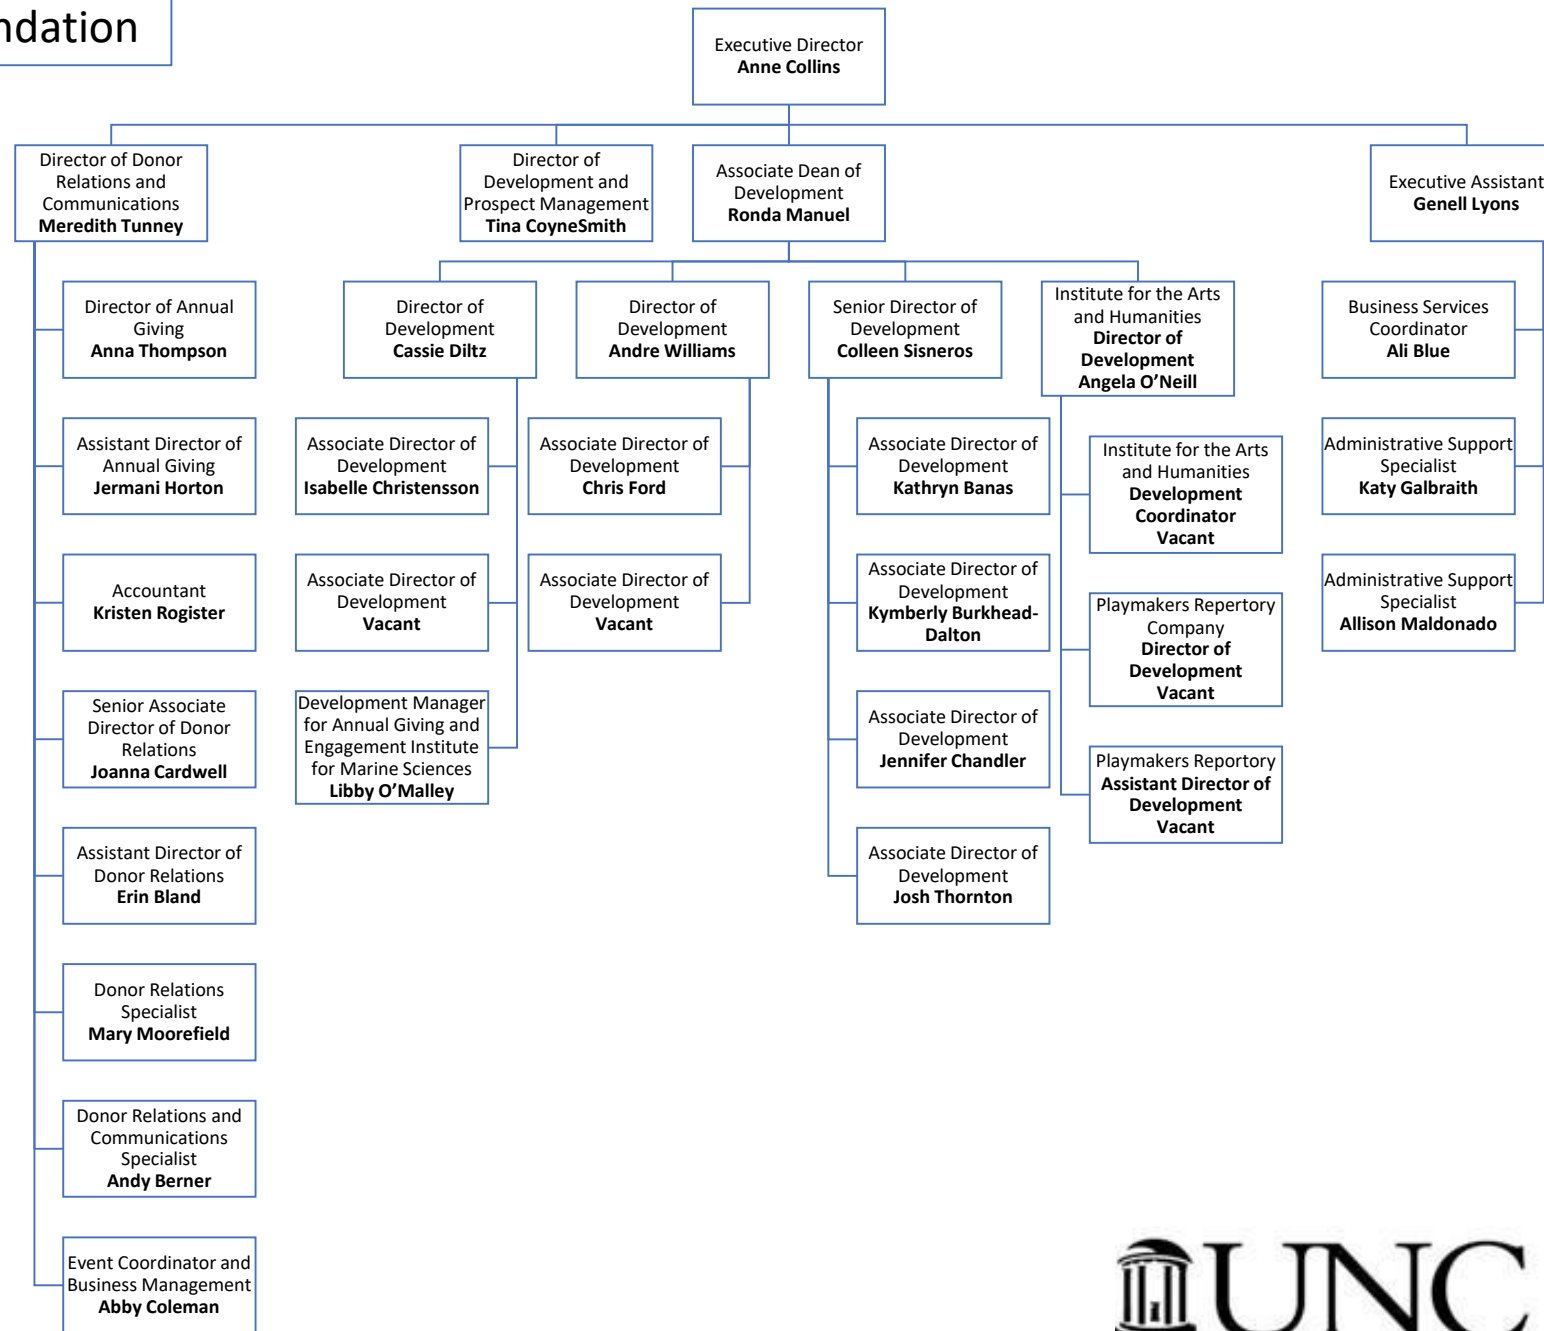 ndation
Executive Director
Anne Collins
Director of Donor
Relations and
Communications
Meredith Tunney
Director of
Development and
Prospect Management
Tina CoyneSmith
Associate Dean of
Development
Ronda Manuel
Executive Assistant
Genell Lyons
Director of Annual
Giving
Anna Thompson
Assistant Director of
Annual Giving
Jermani Horton
Accountant
Kristen Rogister
Senior Associate
Director of Donor
Relations
Joanna Cardwell
Assistant Director of
Donor Relations
Erin Bland
Donor Relations
Specialist
Mary Moorefield
Donor Relations and
Communications
Specialist
Andy Berner
Event Coordinator and
Business Management
Abby Coleman
Director of
Development
Cassie Diltz
Associate Director of
Development
Isabelle Christensson
Associate Director of
Development
Vacant
Development Manager
for Annual Giving and
Engagement Institute
for Marine Sciences
Libby O’Malley
Director of
Development
Andre Williams
Associate Director of
Development
Chris Ford
Associate Director of
Development
Vacant
Senior Director of
Development
Colleen Sisneros
Associate Director of
Development
Kathryn Banas
Associate Director of
Development
Kymberly Burkhead-
Dalton
Associate Director of
Development
Jennifer Chandler
Associate Director of
Development
Josh Thornton
Institute for the Arts
and Humanities
Director of
Development
Angela O’Neill
Institute for the Arts
and Humanities
Development
Coordinator
Vacant
Playmakers Repertory
Company
Director of
Development
Vacant
Playmakers Reportory
Assistant Director of
Development
Vacant
Business Services
Coordinator
Ali Blue
Administrative Support
Specialist
Katy Galbraith
Administrative Support
Specialist
Allison Maldonado
UNC